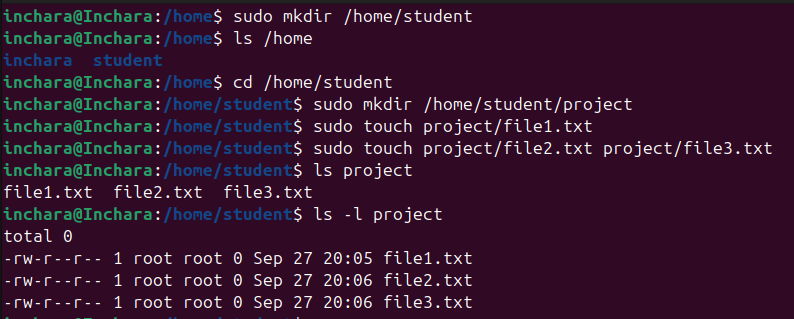 inchara@Inchara:/home$ sudo mkdir /home/student
inchara@Inchara:/home$ ls /home
inchara  student
inchara@Inchara:/home$ cd /home/student
inchara@Inchara:/home/student$ sudo mkdir /home/student/project
inchara@Inchara:/home/student$ sudo touch project/file1.txt
inchara@Inchara:/home/student$ sudo touch project/file2.txt project/file3.txt
inchara@Inchara:/home/student$ ls project
file1.txt  file2.txt  file3.txt
inchara@Inchara:/home/student$ ls -l project
total 0
-rw-r--r-- 1 root root 0 Sep 27 20:05 file1.txt
-rw-r--r-- 1 root root 0 Sep 27 20:06 file2.txt
-rw-r--r-- 1 root root 0 Sep 27 20:06 file3.txt